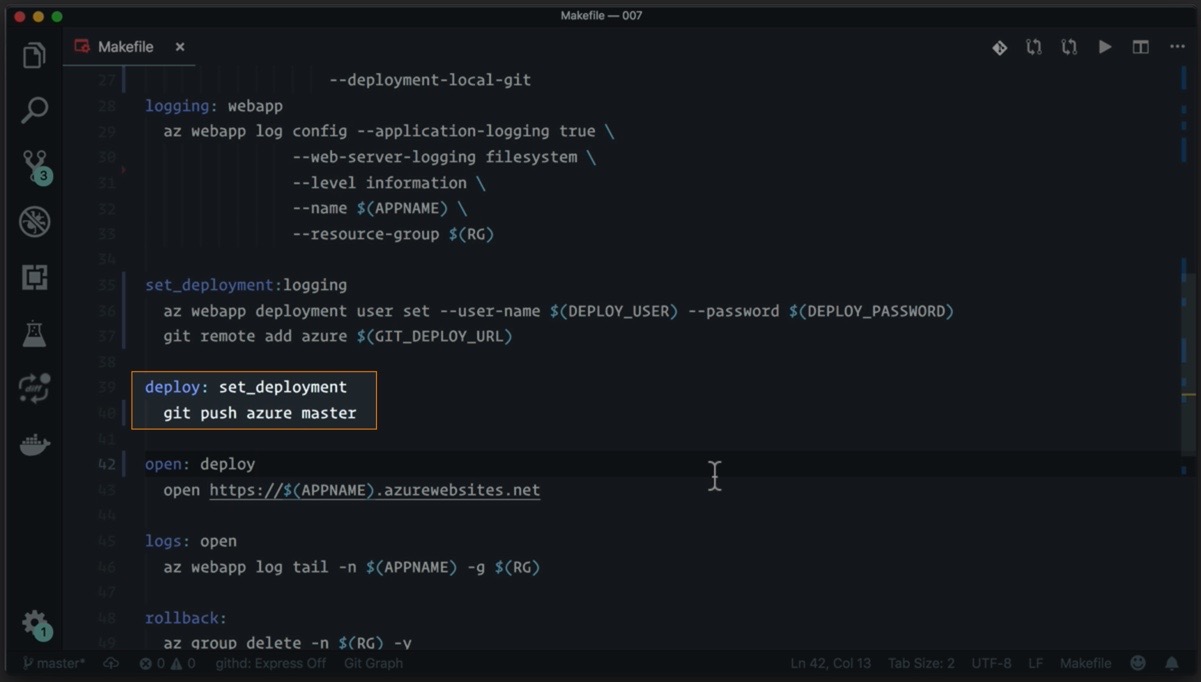 Makefile — 007
Makefile ×
27 --deployment-local-git
28 logging: webapp
29 az webapp log config --application-logging true \
30 --web-server-logging filesystem \
31 --level information \
32 --name $(APPNAME) \
33 --resource-group $(RG)
34
35 set_deployment:logging
36 az webapp deployment user set --user-name $(DEPLOY_USER) --password $(DEPLOY_PASSWORD)
37 git remote add azure $(GIT_DEPLOY_URL)
38
39 deploy: set_deployment
40 git push azure master
41
42 open: deploy
43 open https://$(APPNAME).azurewebsites.net
44
45 logs: open
46 az webapp log tail -n $(APPNAME) -g $(RG)
47
48 rollback:
49 az group delete -n $(RG) -y
3
diff
1
master* 0 0 githd: Express Off Git Graph Ln 42, Col 13 Tab Size: 2 UTF-8 LF Makefile